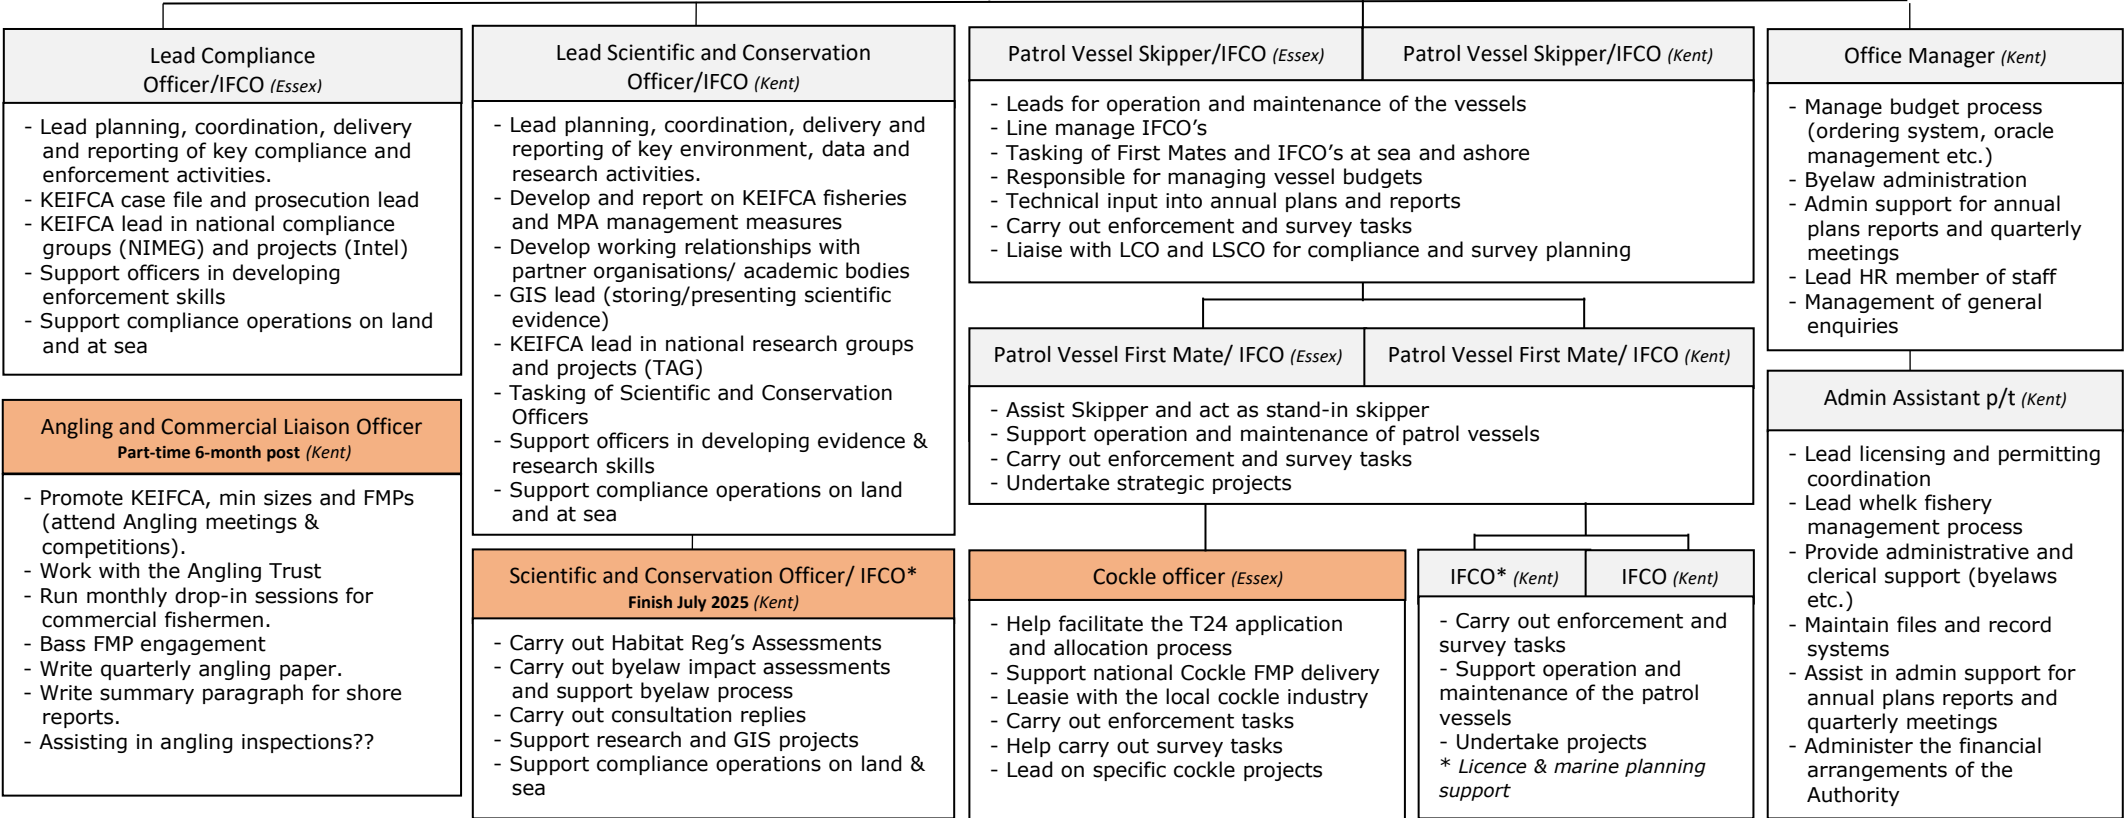 Lead Compliance
Officer/IFCO (Essex)
- Lead planning, coordination, delivery
and reporting of key compliance and
enforcement activities.
- KEIFCA case file and prosecution lead
- KEIFCA lead in national compliance
groups (NIMEG) and projects (Intel)
- Support officers in developing
enforcement skills
- Support compliance operations on land
and at sea
Angling and Commercial Liaison Officer
Part-time 6-month post (Kent)
- Promote KEIFCA, min sizes and FMPs
(attend Angling meetings &
competitions).
- Work with the Angling Trust
- Run monthly drop-in sessions for
commercial fishermen.
- Bass FMP engagement
- Write quarterly angling paper.
- Write summary paragraph for shore
reports.
- Assisting in angling inspections??
Lead Scientific and Conservation
Officer/IFCO (Kent)
- Lead planning, coordination, delivery and
reporting of key environment, data and
research activities.
- Develop and report on KEIFCA fisheries
and MPA management measures
- Develop working relationships with
partner organisations/ academic bodies
- GIS lead (storing/presenting scientific
evidence)
- KEIFCA lead in national research groups
and projects (TAG)
- Tasking of Scientific and Conservation
Officers
- Support officers in developing evidence &
research skills
- Support compliance operations on land
and at sea
Scientific and Conservation Officer/ IFCO*
Finish July 2025 (Kent)
- Carry out Habitat Reg’s Assessments
- Carry out byelaw impact assessments
and support byelaw process
- Carry out consultation replies
- Support research and GIS projects
- Support compliance operations on land &
sea
Patrol Vessel Skipper/IFCO (Essex)
Patrol Vessel Skipper/IFCO (Kent)
- Leads for operation and maintenance of the vessels
- Line manage IFCO’s
- Tasking of First Mates and IFCO’s at sea and ashore
- Responsible for managing vessel budgets
- Technical input into annual plans and reports
- Carry out enforcement and survey tasks
- Liaise with LCO and LSCO for compliance and survey planning
Patrol Vessel First Mate/ IFCO (Essex)
Patrol Vessel First Mate/ IFCO (Kent)
- Assist Skipper and act as stand-in skipper
- Support operation and maintenance of patrol vessels
- Carry out enforcement and survey tasks
- Undertake strategic projects
Cockle officer (Essex)
- Help facilitate the T24 application
and allocation process
- Support national Cockle FMP delivery
- Leasie with the local cockle industry
- Carry out enforcement tasks
- Help carry out survey tasks
- Lead on specific cockle projects
IFCO* (Kent)
IFCO (Kent)
- Carry out enforcement and
survey tasks
- Support operation and
maintenance of the patrol
vessels
- Undertake projects
* Licence & marine planning
support
Office Manager (Kent)
- Manage budget process
(ordering system, oracle
management etc.)
- Byelaw administration
- Admin support for annual
plans reports and quarterly
meetings
- Lead HR member of staff
- Management of general
enquiries
Admin Assistant p/t (Kent)
- Lead licensing and permitting
coordination
- Lead whelk fishery
management process
- Provide administrative and
clerical support (byelaws
etc.)
- Maintain files and record
systems
- Assist in admin support for
annual plans reports and
quarterly meetings
- Administer the financial
arrangements of the
Authority